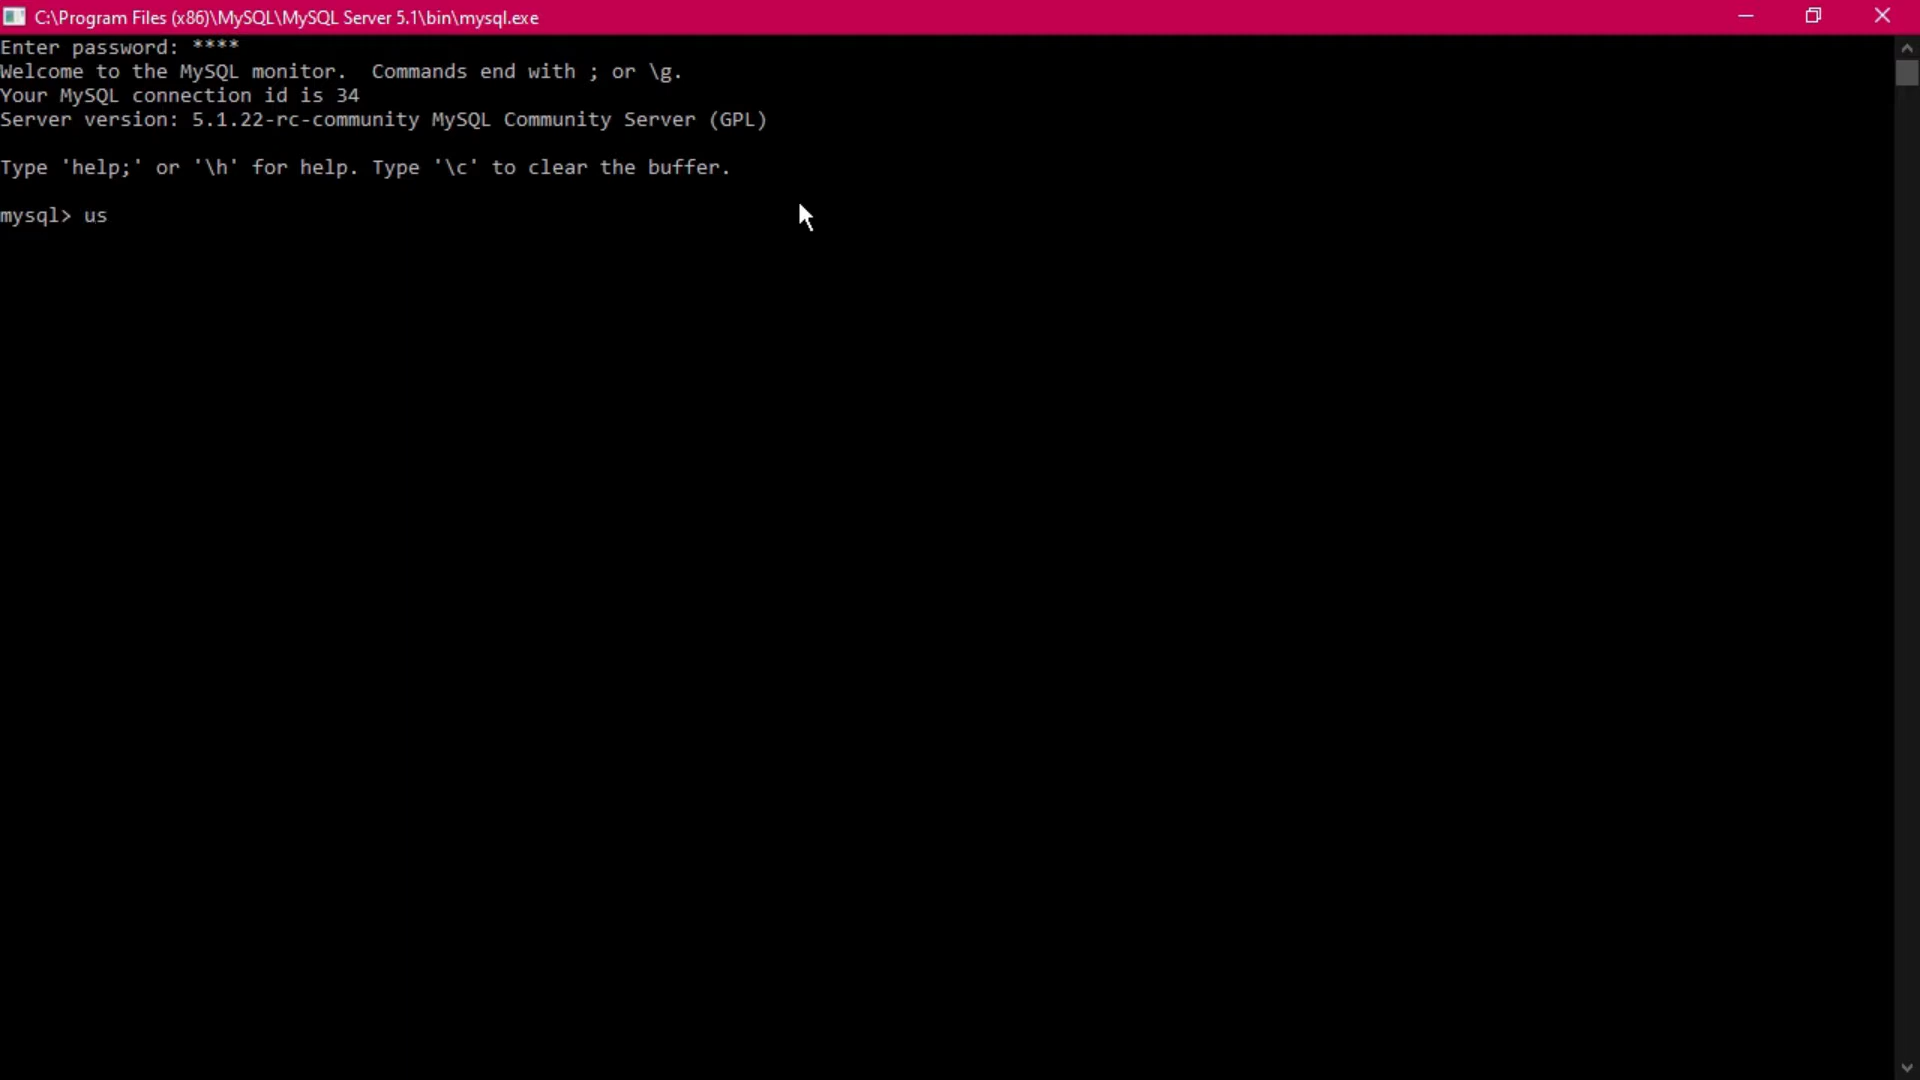 C:\Program Files (x86)\MySQL\MySQL Server 5.1\bin\mysql.exe
Enter password: ****
Welcome to the MySQL monitor.  Commands end with ; or \g.
Your MySQL connection id is 34
Server version: 5.1.22-rc-community MySQL Community Server (GPL)
Type 'help;' or '\h' for help. Type '\c' to clear the buffer.
mysql> us